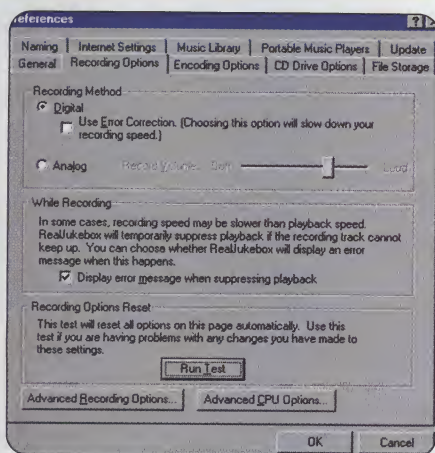 references
Naming Internet Settings Music Library Portable Music Players Update
General Recording Options Encoding Options CD Drive Options File Storage
Recording Method
Digital
Use Error Correction. (Choosing this option will slow down your
recording speed.)
Analog Record Volume: Soft Loud
While Recording
In some cases, recording speed may be slower than playback speed.
RealJukebox will temporarily suppress playback if the recording track cannot
keep up. You can choose whether RealJukebox will display an error
message when this happens.
Display error message when suppressing playback
Recording Options Reset
This test will reset all options on this page automatically. Use this
test if you are having problems with any changes you have made to
these settings.
Run Test
Advanced Recording Options... Advanced CPU Options...
OK Cancel